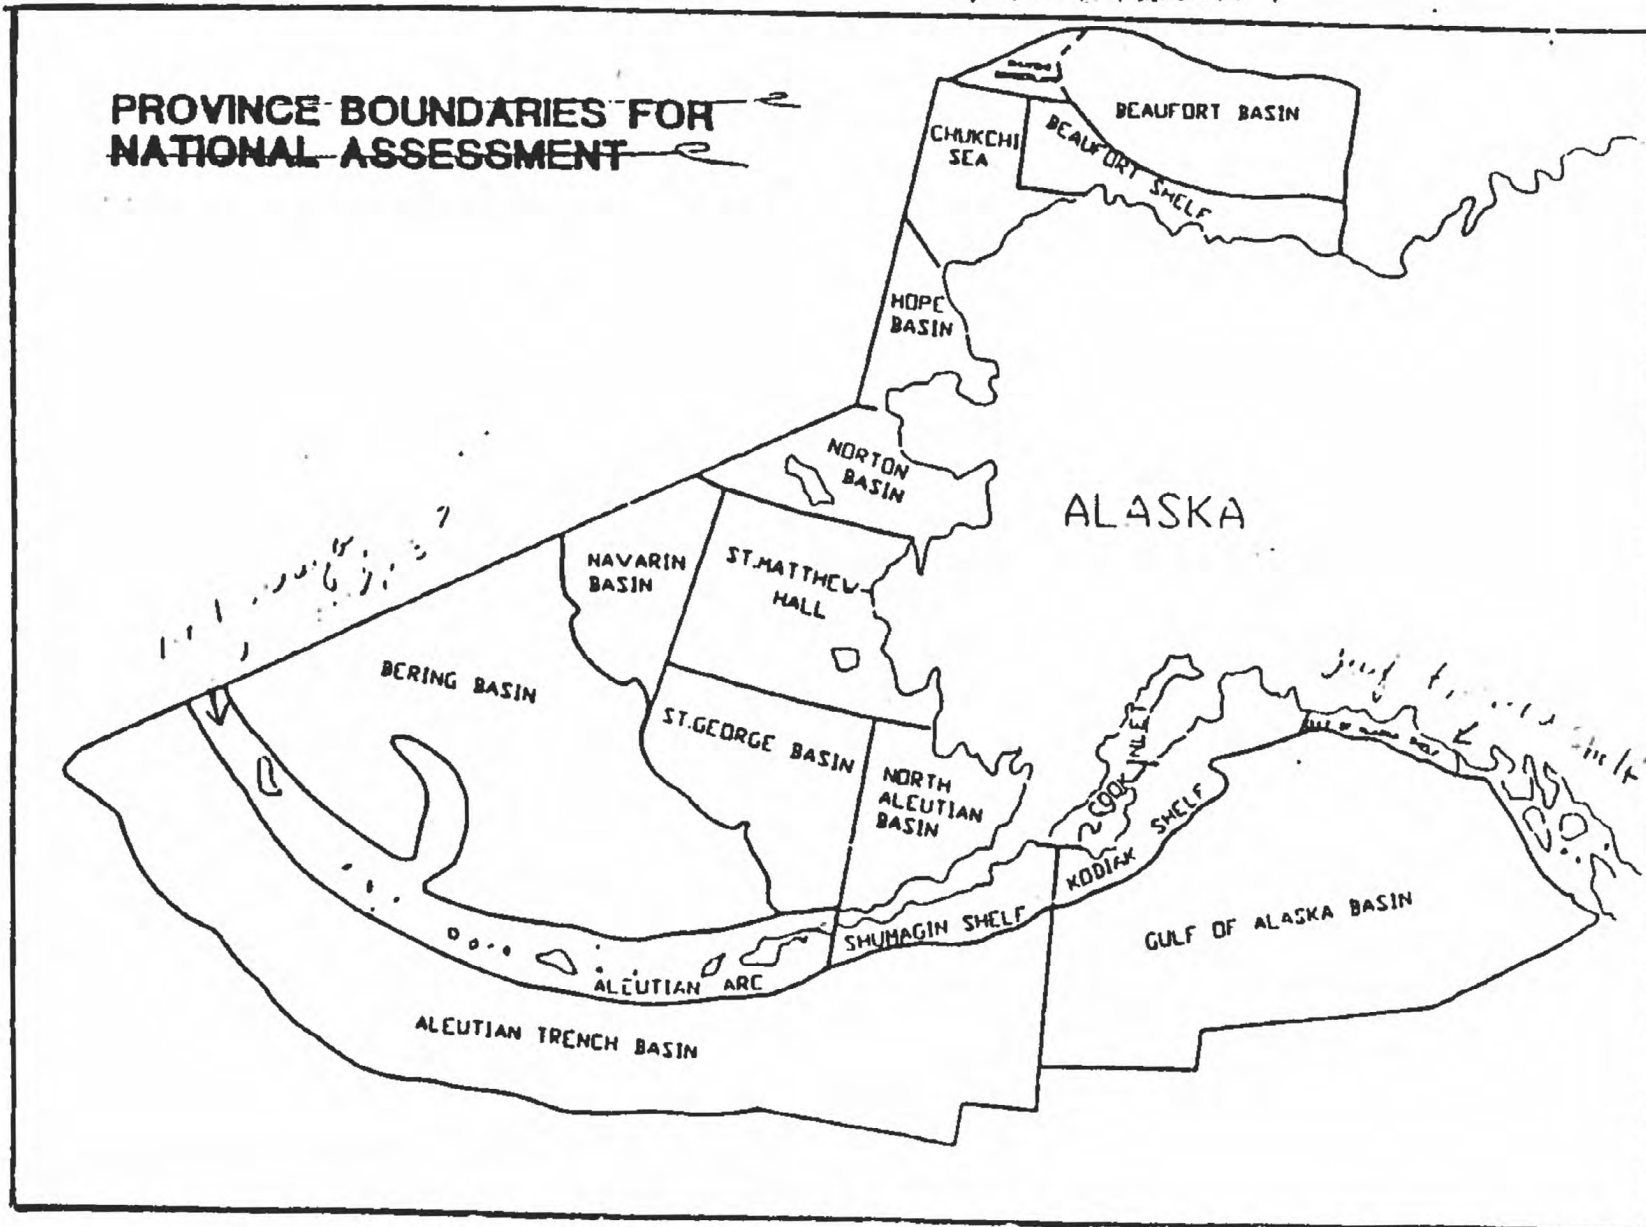 PROVINCE BOUNDARIES FOR
NATIONAL ASSESSMENT
BEAUFORT BASIN
CHUKCHI
SEA
BEAUFORT SHELF
HOPE
BASIN
NORTON
BASIN
ALASKA
NAVARIN
BASIN
ST.MATTHEW-
HALL
BERING BASIN
ST.GEORGE BASIN
NORTH
ALEUTIAN
BASIN
COOK INLET
KODIAK SHELF
SHUMAGIN SHELF
GULF OF ALASKA BASIN
ALEUTIAN ARC
ALEUTIAN TRENCH BASIN